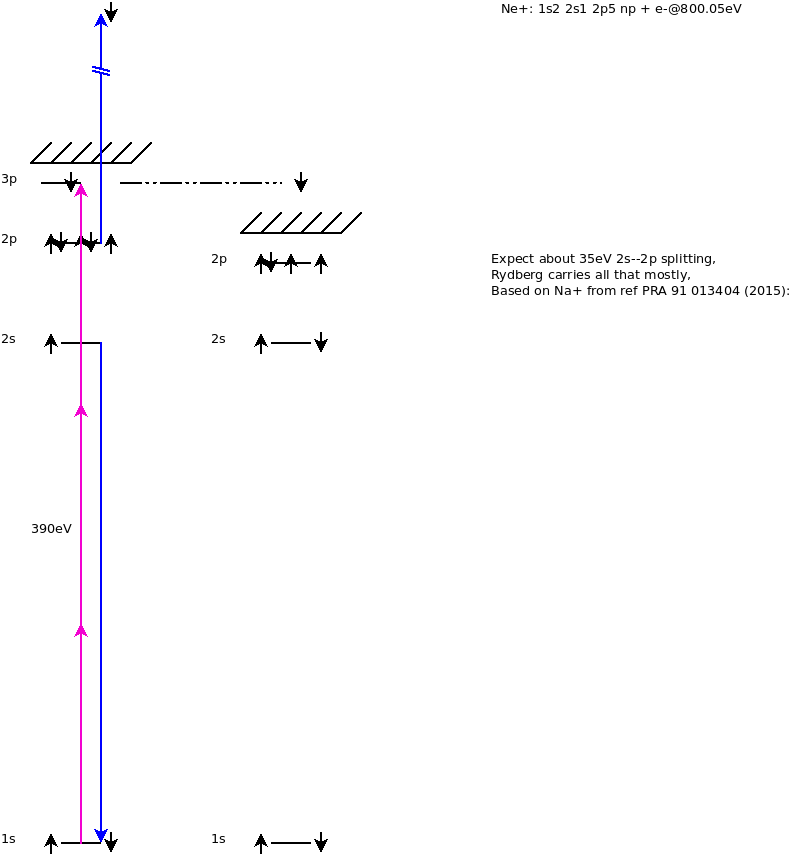 Ne+: 1s2 2s1 2p5 np + e-@800.05eV
3p
2p
2p
Expect about 35eV 2s--2p splitting,
Rydberg carries all that mostly,
Based on Na+ from ref PRA 91 013404 (2015):
2s
2s
390eV
1s
1s